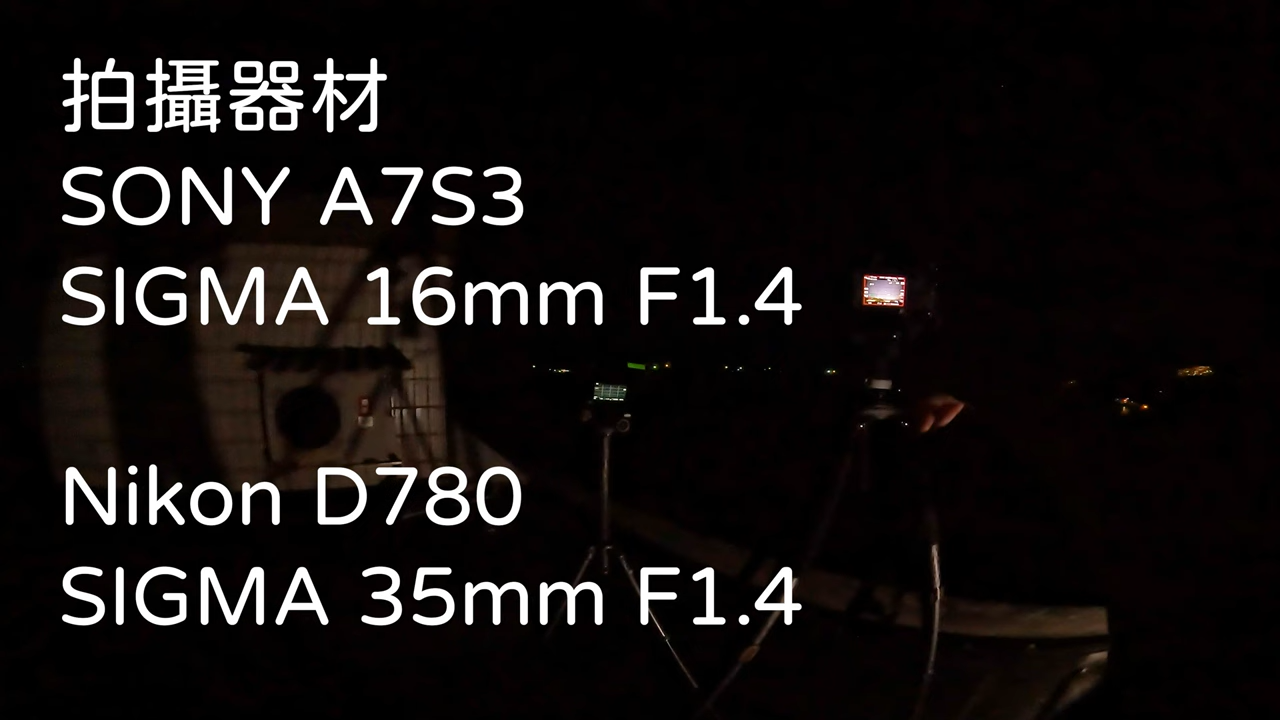 拍攝器材
SONY A7S3
SIGMA 16mm F1.4
Nikon D780
SIGMA 35mm F1.4